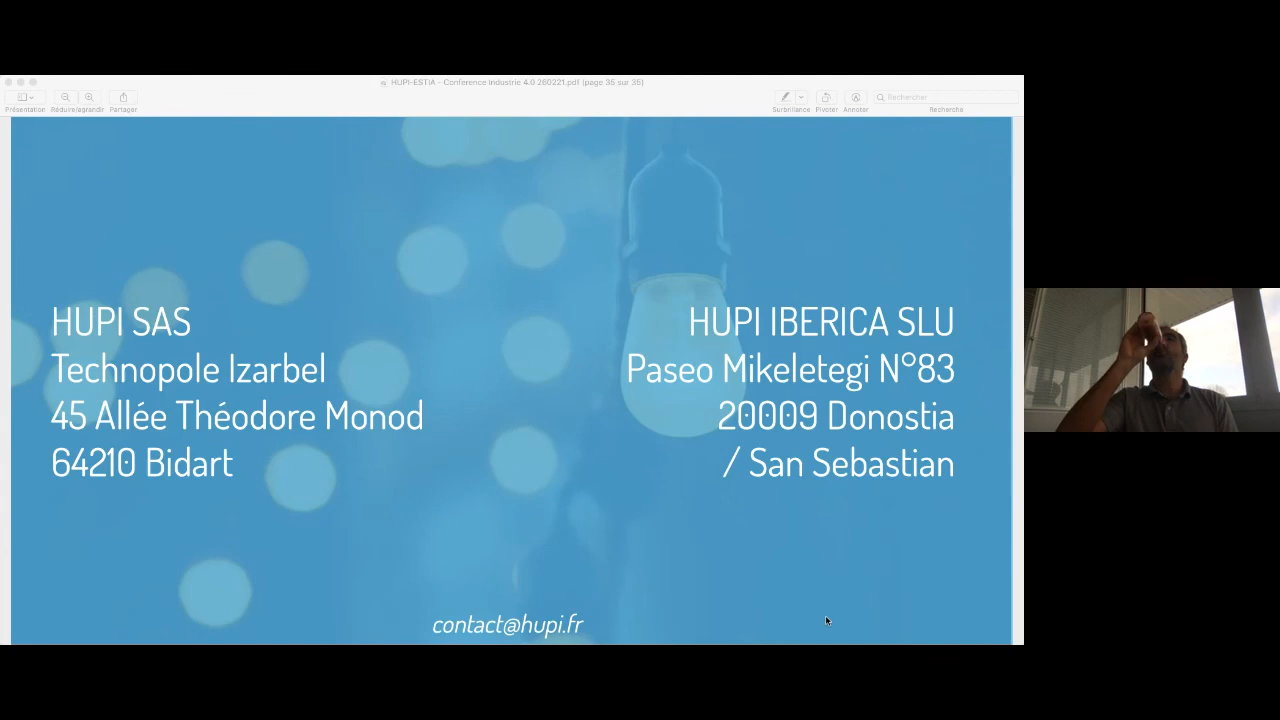 HUPI-ESTIA - Conference Industrie 4.0 260221.pdf (page 35 sur 35)
Présentation
Réduire/agrandir
Partager
Surbrillance
Pivoter
Annoter
Rechercher
Recherche
HUPI SAS
Technopole Izarbel
45 Allée Théodore Monod
64210 Bidart
HUPI IBERICA SLU
Paseo Mikeletegi N°83
20009 Donostia
/ San Sebastian
contact@hupi.fr